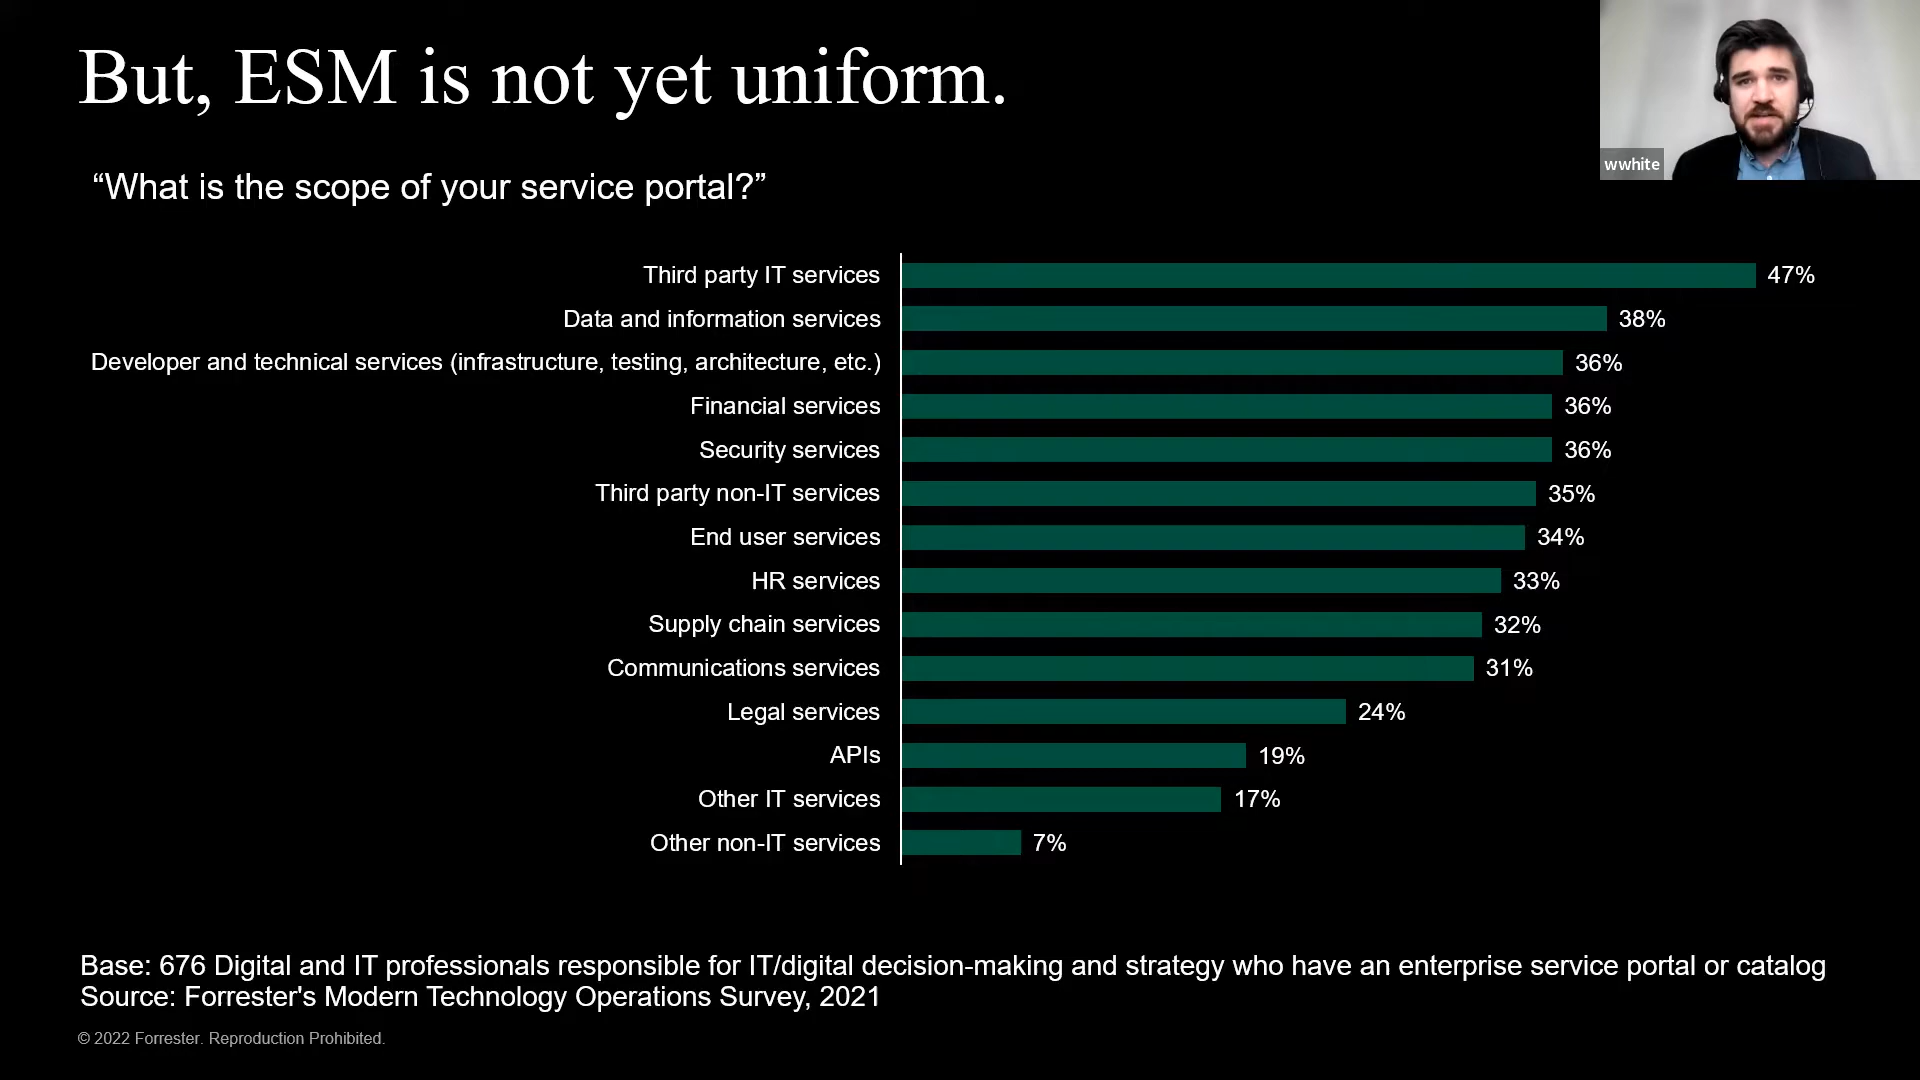 But, ESM is not yet uniform.
wwhite
“What is the scope of your service portal?”
Third party IT services 47%
Data and information services 38%
Developer and technical services (infrastructure, testing, architecture, etc.) 36%
Financial services 36%
Security services 36%
Third party non-IT services 35%
End user services 34%
HR services 33%
Supply chain services 32%
Communications services 31%
Legal services 24%
APIs 19%
Other IT services 17%
Other non-IT services 7%
Base: 676 Digital and IT professionals responsible for IT/digital decision-making and strategy who have an enterprise service portal or catalog
Source: Forrester's Modern Technology Operations Survey, 2021
© 2022 Forrester. Reproduction Prohibited.